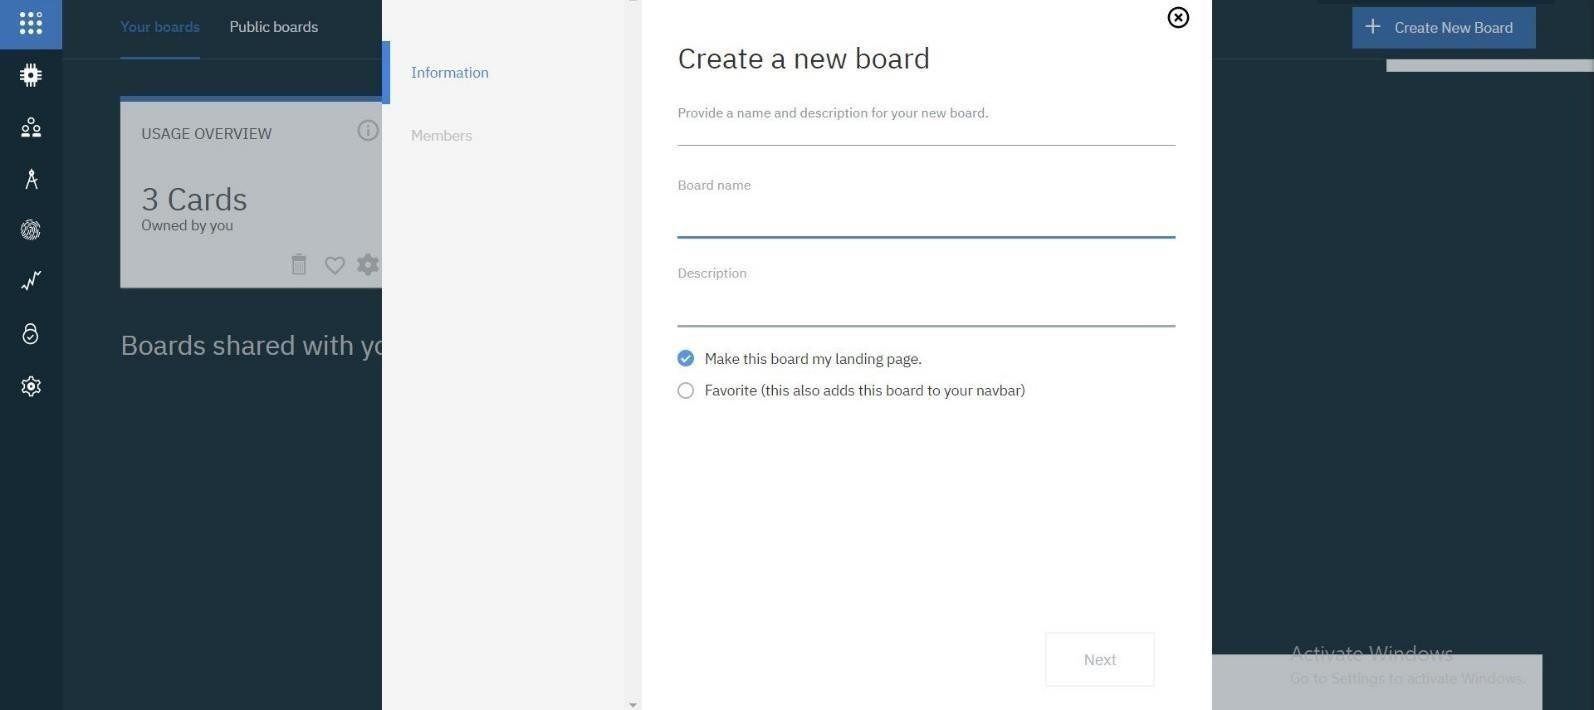 Your boards
Public boards
Create New Board
USAGE OVERVIEW
3 Cards
Owned by you
Boards shared with
Information
Members
Create a new board
Provide a name and description for your new board.
Board name
Description
Make this board my landing page.
Favorite (this also adds this board to your navbar)
Next
Activate Windows
Go to Settings to activate Windows.